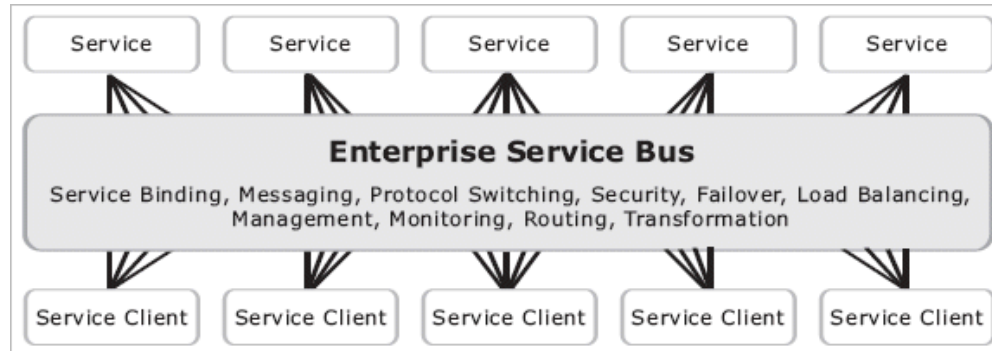 Service Service Service Service Service
Enterprise Service Bus
Service Binding, Messaging, Protocol Switching, Security, Failover, Load Balancing,
Management, Monitoring, Routing, Transformation
Service Client Service Client Service Client Service Client Service Client